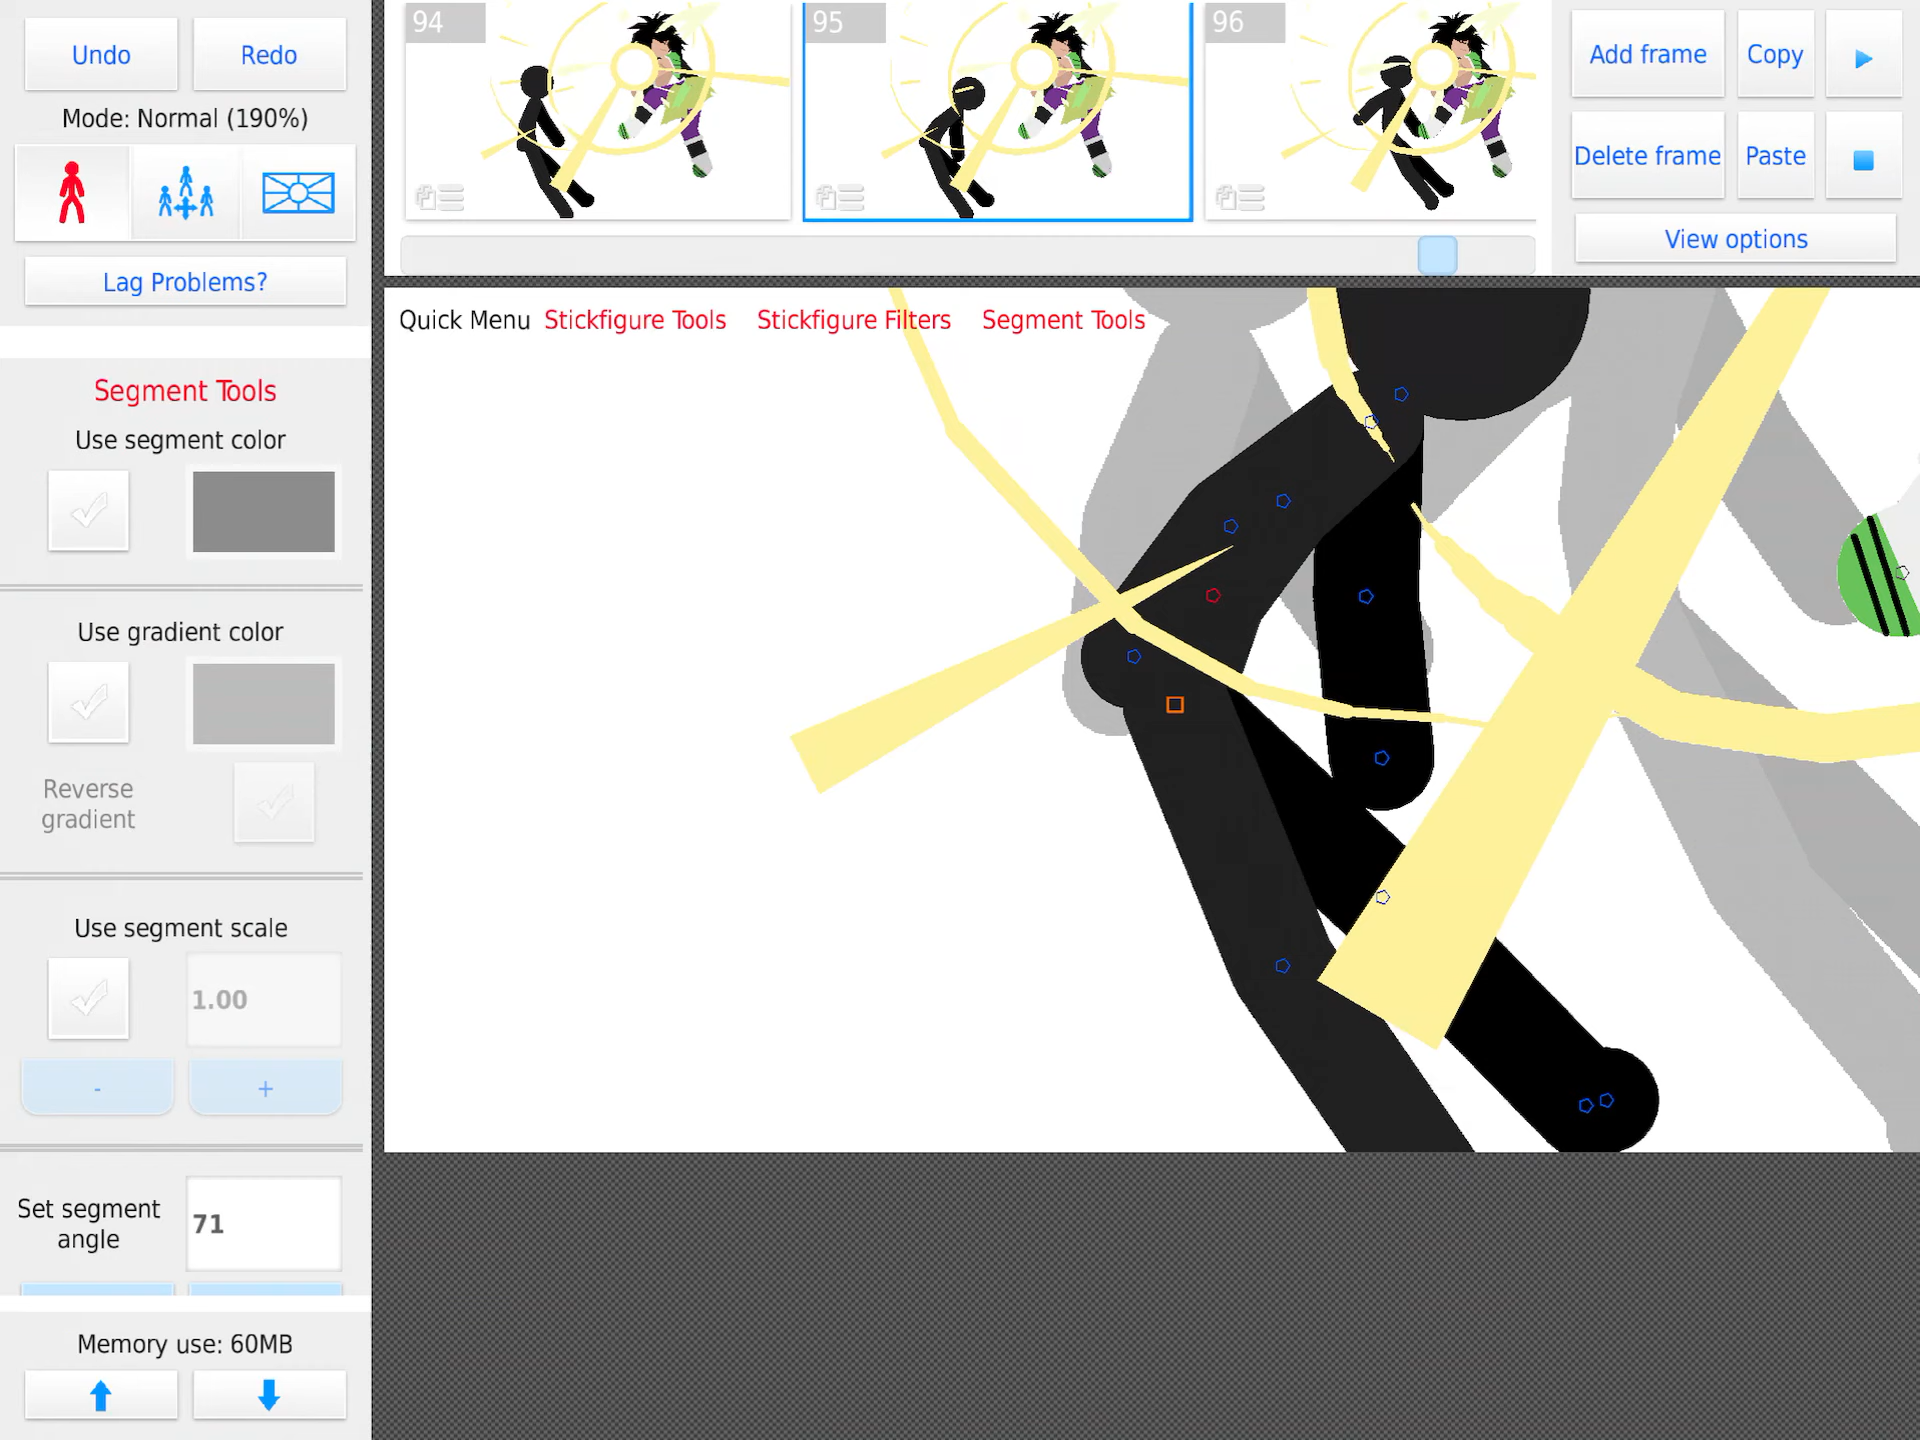 Undo
Redo
Mode: Normal (190%)
Lag Problems?
94
95
96
Add frame
Copy
Delete frame
Paste
View options
Quick Menu
Stickfigure Tools
Stickfigure Filters
Segment Tools
Segment Tools
Use segment color
Use gradient color
Reverse
gradient
Use segment scale
1.00
-
+
Set segment
angle
71
Memory use: 60MB